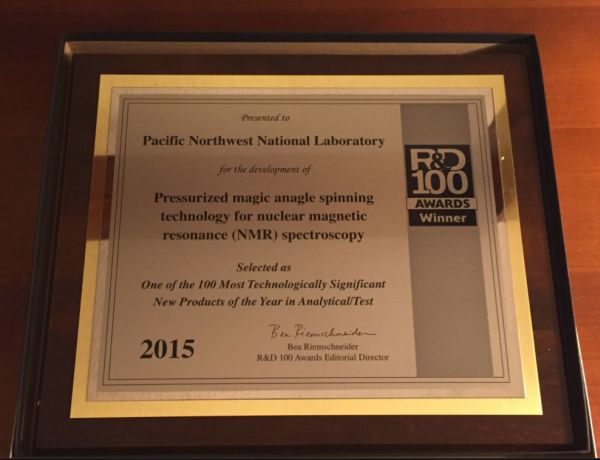 Presented to
Pacific Northwest National Laboratory
for the development of
Pressurized magic anagle spinning
technology for nuclear magnetic
resonance (NMR) spectroscopy
Selected as
One of the 100 Most Technologically Significant
New Products of the Year in Analytical/Test
2015
Bea Riemschneider
Bea Riemschneider
R&D 100 Awards Editorial Director
R&D
100
AWARDS
Winner